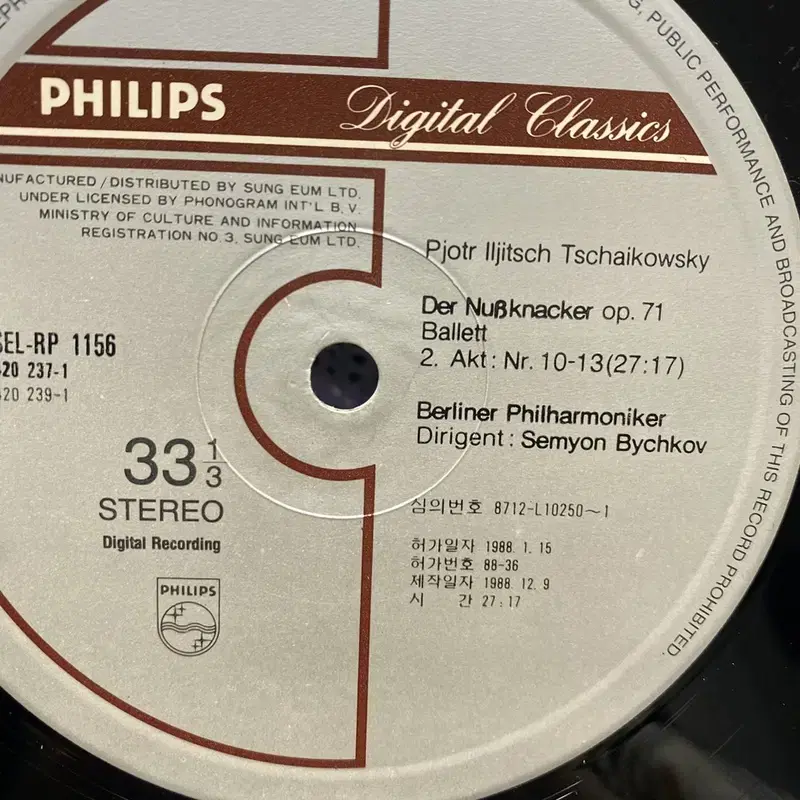 PHILIPS
Digital Classics
UFACTURED / DISTRIBUTED BY SUNG EUM LTD.
UNDER LICENSED BY PHONOGRAM INT'L B.V.
MINISTRY OF CULTURE AND INFORMATION
REGISTRATION NO 3. SUNG EUM LTD.
Pjotr Iljitsch Tschaikowsky
Der Nußknacker op. 71
Ballett
2. Akt: Nr. 10-13(27:17)
Berliner Philharmoniker
Dirigent: Semyon Bychkov
SEL-RP 1156
420 237-1
420 239-1
33 1/3
STEREO
Digital Recording
PHILIPS
심의번호 8712-L10250~1
허가일자 1988. 1. 15
허가번호 88-36
제작일자 1988. 12. 9
시 간 27:17
G, PUBLIC PERFORMANCE AND BROADCASTING OF THIS RECORD PROHIBITED.